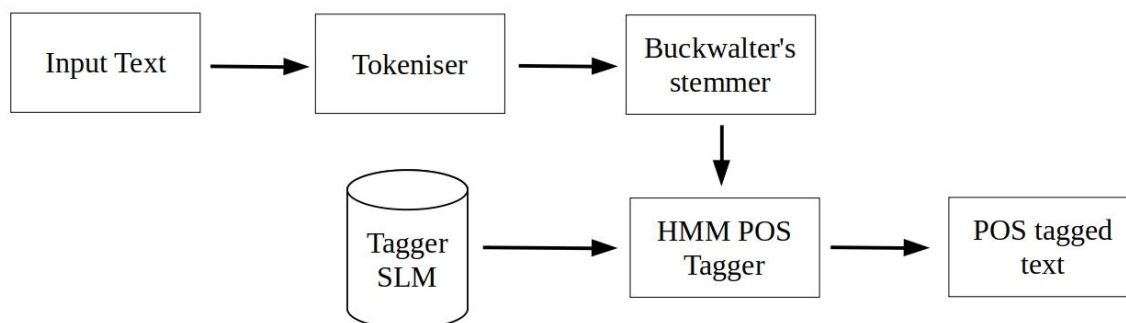 Input Text
Tokeniser
Buckwalter's
stemmer
Tagger
SLM
HMM POS
Tagger
POS tagged
text